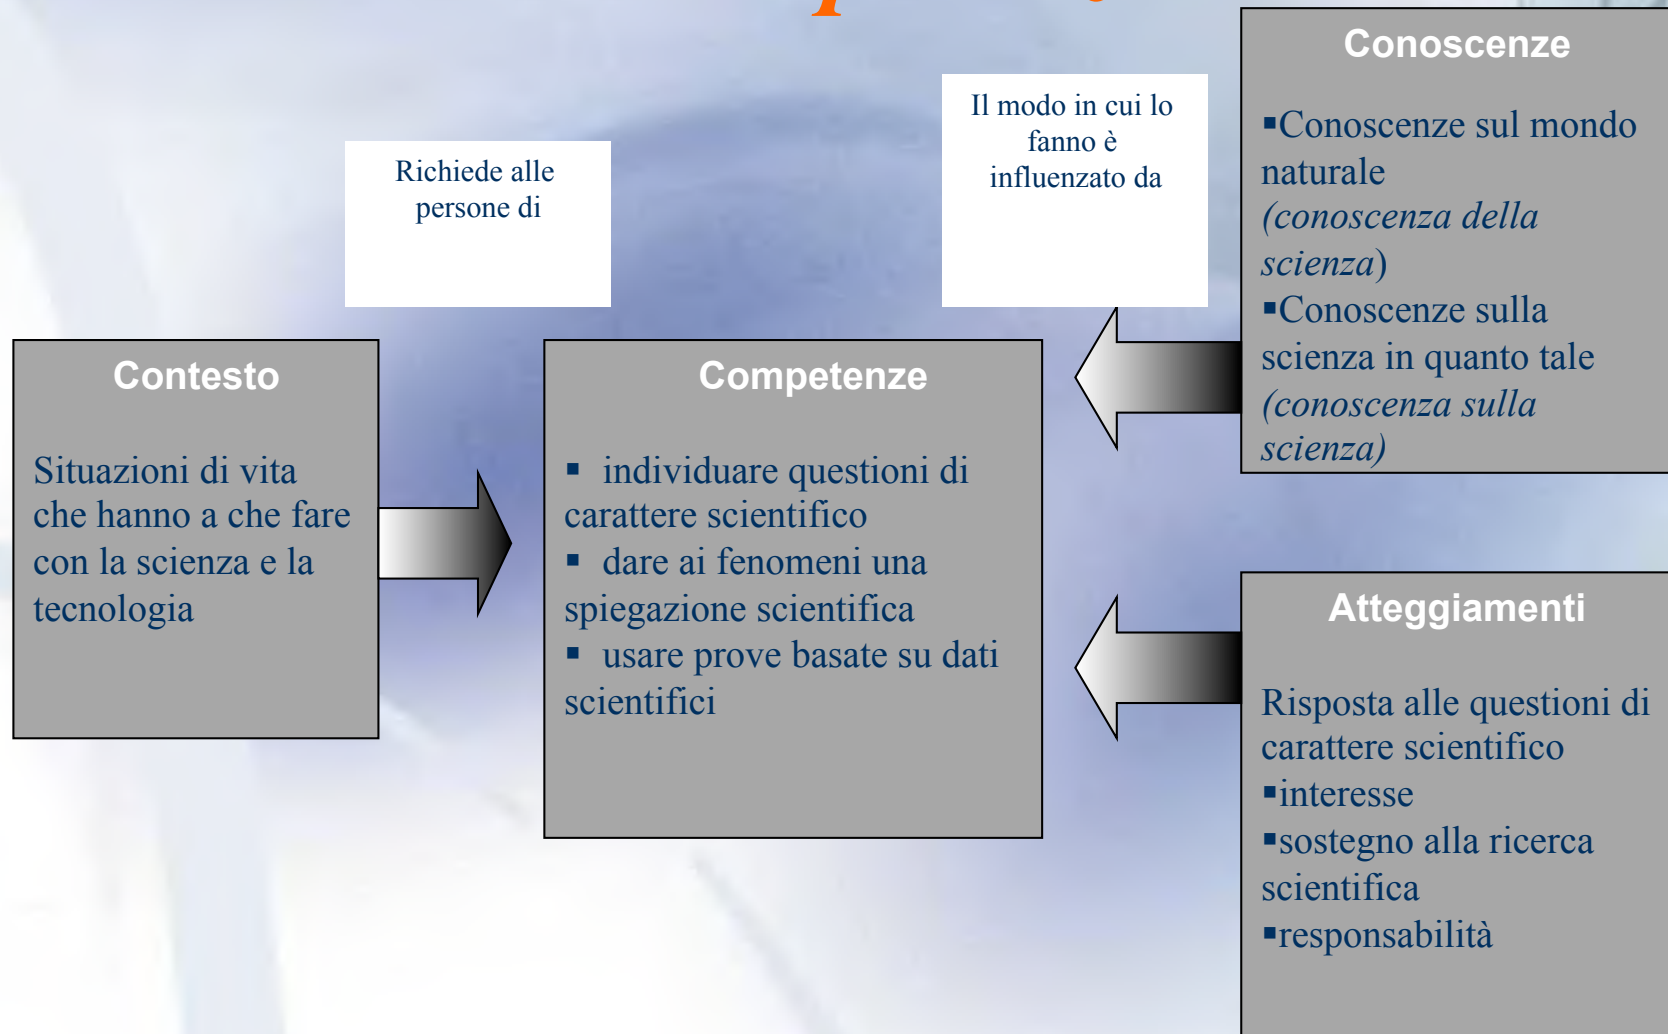 Contesto
Situazioni di vita
che hanno a che fare
con la scienza e la
tecnologia
Richiede alle
persone di
Competenze
▪ individuare questioni di
carattere scientifico
▪ dare ai fenomeni una
spiegazione scientifica
▪ usare prove basate su dati
scientifici
Il modo in cui lo
fanno è
influenzato da
Conoscenze
▪Conoscenze sul mondo
naturale
(conoscenza della
scienza)
▪Conoscenze sulla
scienza in quanto tale
(conoscenza sulla
scienza)
Atteggiamenti
Risposta alle questioni di
carattere scientifico
▪interesse
▪sostegno alla ricerca
scientifica
▪responsabilità